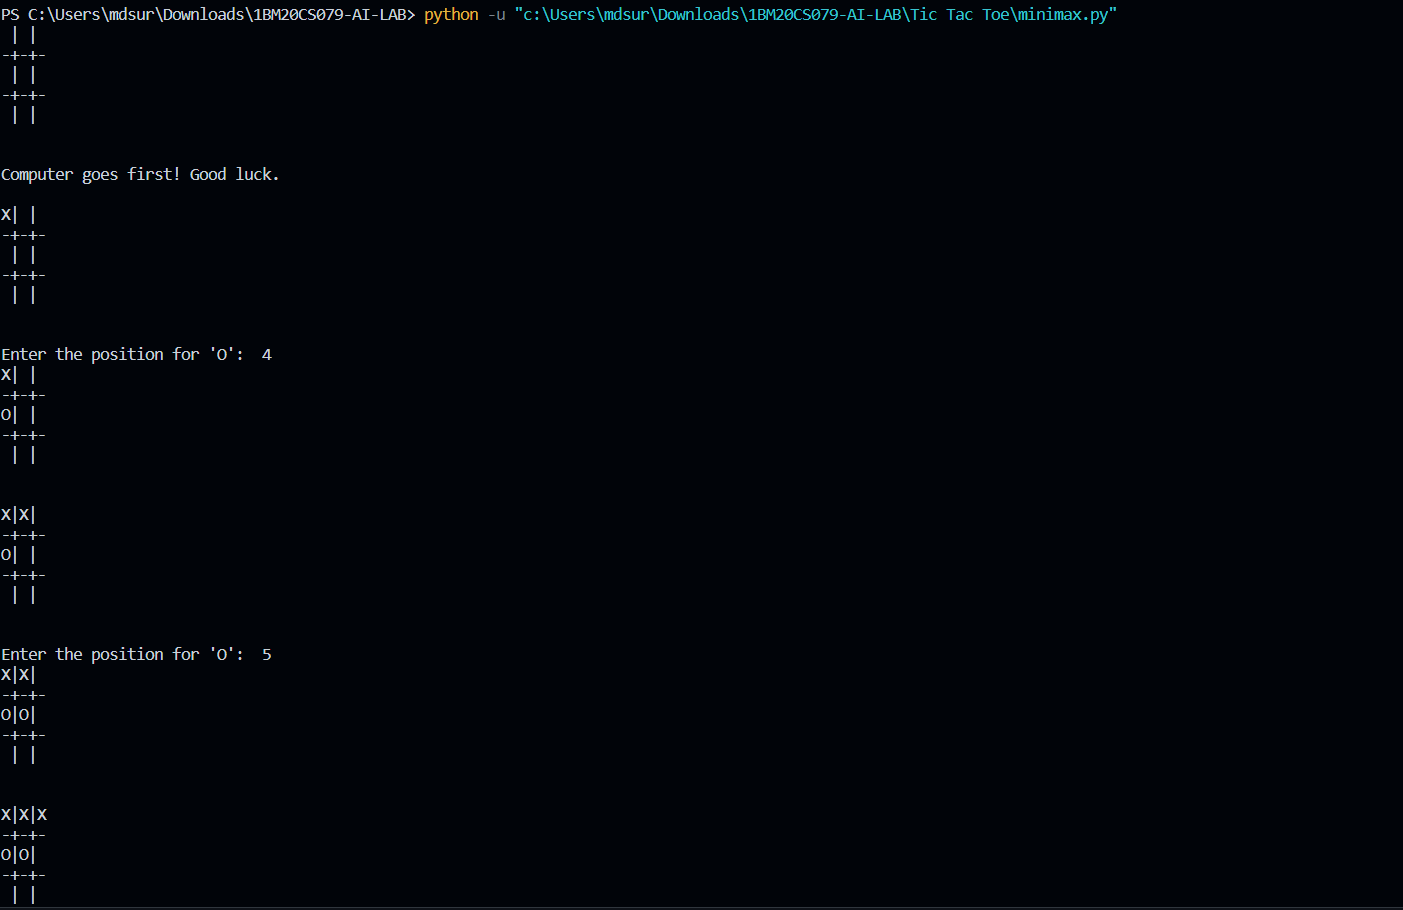 PS C:\Users\mdsur\Downloads\1BM20CS079-AI-LAB> python -u "c:\Users\mdsur\Downloads\1BM20CS079-AI-LAB\Tic Tac Toe\minimax.py"
 | |
-+-+-
 | |
-+-+-
 | |
Computer goes first! Good luck.
X| |
-+-+-
 | |
-+-+-
 | |
Enter the position for 'O':  4
X| |
-+-+-
O| |
-+-+-
 | |
X|X|
-+-+-
O| |
-+-+-
 | |
Enter the position for 'O':  5
X|X|
-+-+-
O|O|
-+-+-
 | |
X|X|X
-+-+-
O|O|
-+-+-
 | |